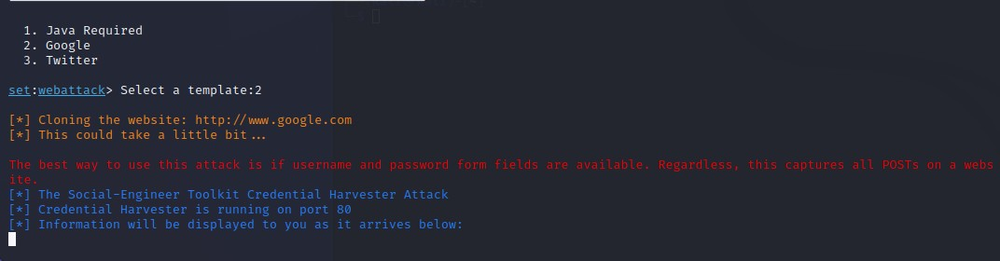 1. Java Required
2. Google
3. Twitter
set:webattack> Select a template:2
[*] Cloning the website: http://www.google.com
[*] This could take a little bit...
The best way to use this attack is if username and password form fields are available. Regardless, this captures all POSTs on a webs
ite.
[*] The Social-Engineer Toolkit Credential Harvester Attack
[*] Credential Harvester is running on port 80
[*] Information will be displayed to you as it arrives below: